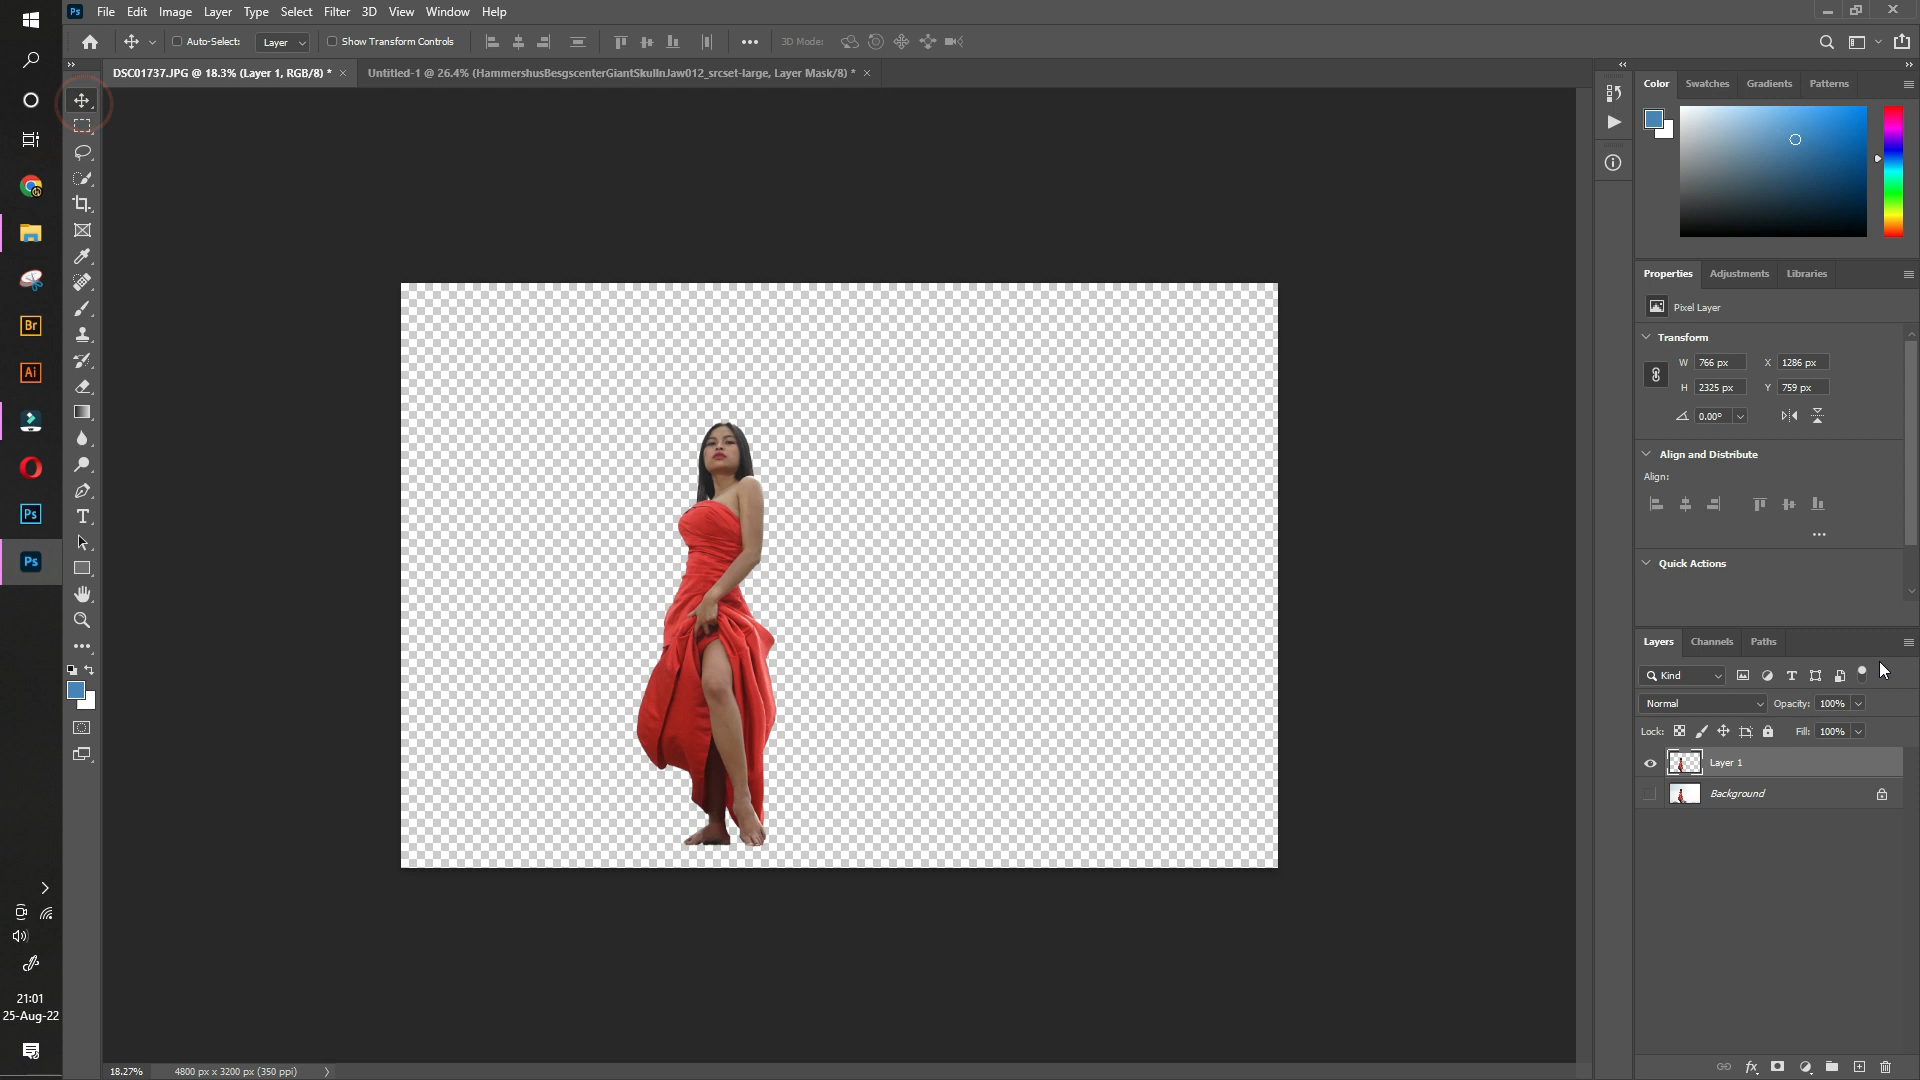 Ps File Edit Image Layer Type Select Filter 3D View Window Help
Auto-Select: Layer Show Transform Controls 3D Mode:
DSC01737.JPG @ 18.3% (Layer 1, RGB/8) * × Untitled-1 @ 26.4% (HammershusBesgscenterGiantSkullnJaw012_srcset-large, Layer Mask/8) * ×
Color Swatches Gradients Patterns
Properties Adjustments Libraries
Pixel Layer
Transform
W 766 px X 1286 px
H 2325 px Y 759 px
0.00°
Align and Distribute
Align:
Quick Actions
Layers Channels Paths
Kind
Normal Opacity: 100%
Lock: Fill: 100%
Layer 1
Background
Br
Ai
Ps
Ps
T
21:01
25-Aug-22
18.27% 4800 px x 3200 px (350 ppi)
fx